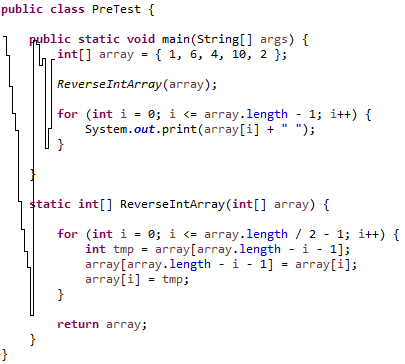 public class PreTest {
public static void main(String[] args) {
int[] array = { 1, 6, 4, 10, 2 };
ReverseIntArray(array);
for (int i = 0; i <= array.length - 1; i++) {
System.out.print(array[i] + " ");
}
}
static int[] ReverseIntArray(int[] array) {
for (int i = 0; i <= array.length / 2 - 1; i++) {
int tmp = array[array.length - i - 1];
array[array.length - i - 1] = array[i];
array[i] = tmp;
}
return array;
}
}